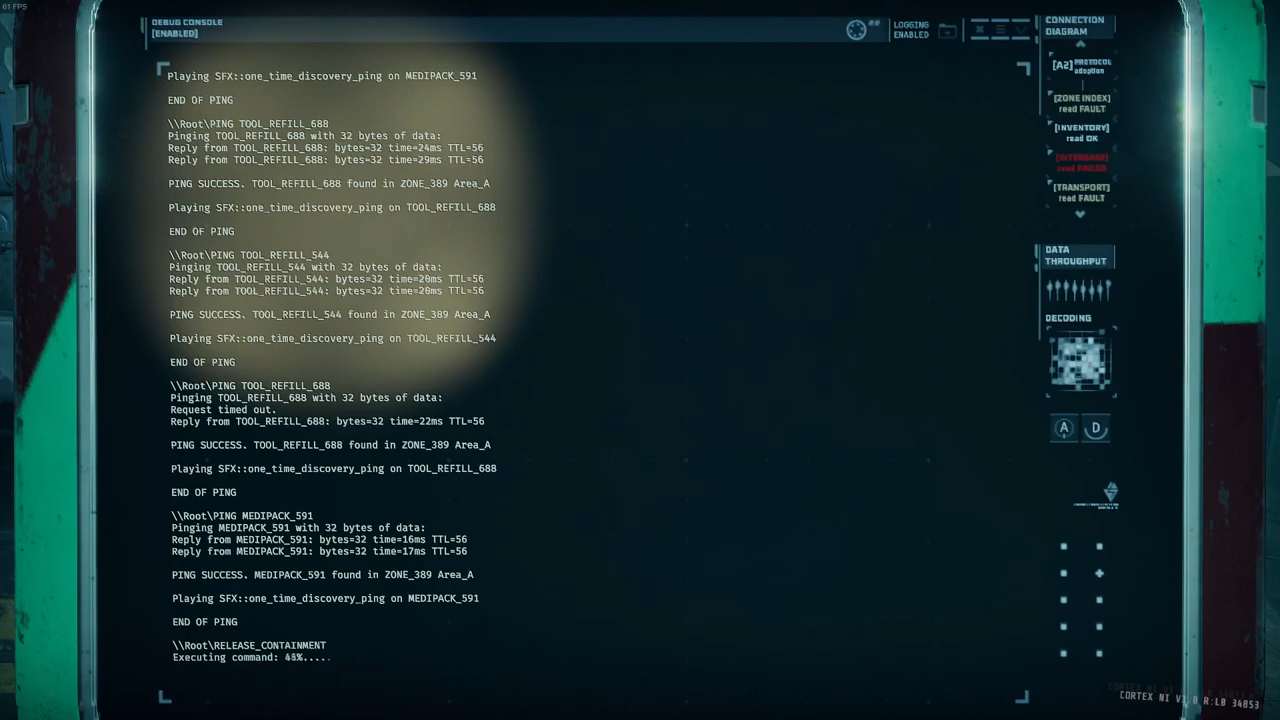 61 FPS
DEBUG CONSOLE
[ENABLED]
LOGGING
ENABLED
Playing SFX::one_time_discovery_ping on MEDIPACK_591
END OF PING
\\Root\PING TOOL_REFILL_688
Pinging TOOL_REFILL_688 with 32 bytes of data:
Reply from TOOL_REFILL_688: bytes=32 time=24ms TTL=56
Reply from TOOL_REFILL_688: bytes=32 time=29ms TTL=56
PING SUCCESS. TOOL_REFILL_688 found in ZONE_389 Area_A
Playing SFX::one_time_discovery_ping on TOOL_REFILL_688
END OF PING
\\Root\PING TOOL_REFILL_544
Pinging TOOL_REFILL_544 with 32 bytes of data:
Reply from TOOL_REFILL_544: bytes=32 time=20ms TTL=56
Reply from TOOL_REFILL_544: bytes=32 time=20ms TTL=56
PING SUCCESS. TOOL_REFILL_544 found in ZONE_389 Area_A
Playing SFX::one_time_discovery_ping on TOOL_REFILL_544
END OF PING
\\Root\PING TOOL_REFILL_688
Pinging TOOL_REFILL_688 with 32 bytes of data:
Request timed out.
Reply from TOOL_REFILL_688: bytes=32 time=22ms TTL=56
PING SUCCESS. TOOL_REFILL_688 found in ZONE_389 Area_A
Playing SFX::one_time_discovery_ping on TOOL_REFILL_688
END OF PING
\\Root\PING MEDIPACK_591
Pinging MEDIPACK_591 with 32 bytes of data:
Reply from MEDIPACK_591: bytes=32 time=16ms TTL=56
Reply from MEDIPACK_591: bytes=32 time=17ms TTL=56
PING SUCCESS. MEDIPACK_591 found in ZONE_389 Area_A
Playing SFX::one_time_discovery_ping on MEDIPACK_591
END OF PING
\\Root\RELEASE_CONTAINMENT
Executing command:
CONNECTION
DIAGRAM
[A2] PROTOCOL
adaption
[ZONE INDEX]
read FAULT
[INVENTORY]
read OK
read FAILED
[TRANSPORT]
read FAULT
DATA
THROUGHPUT
DECODING
A D
CORTEX NI V1.0 R:LB 34853